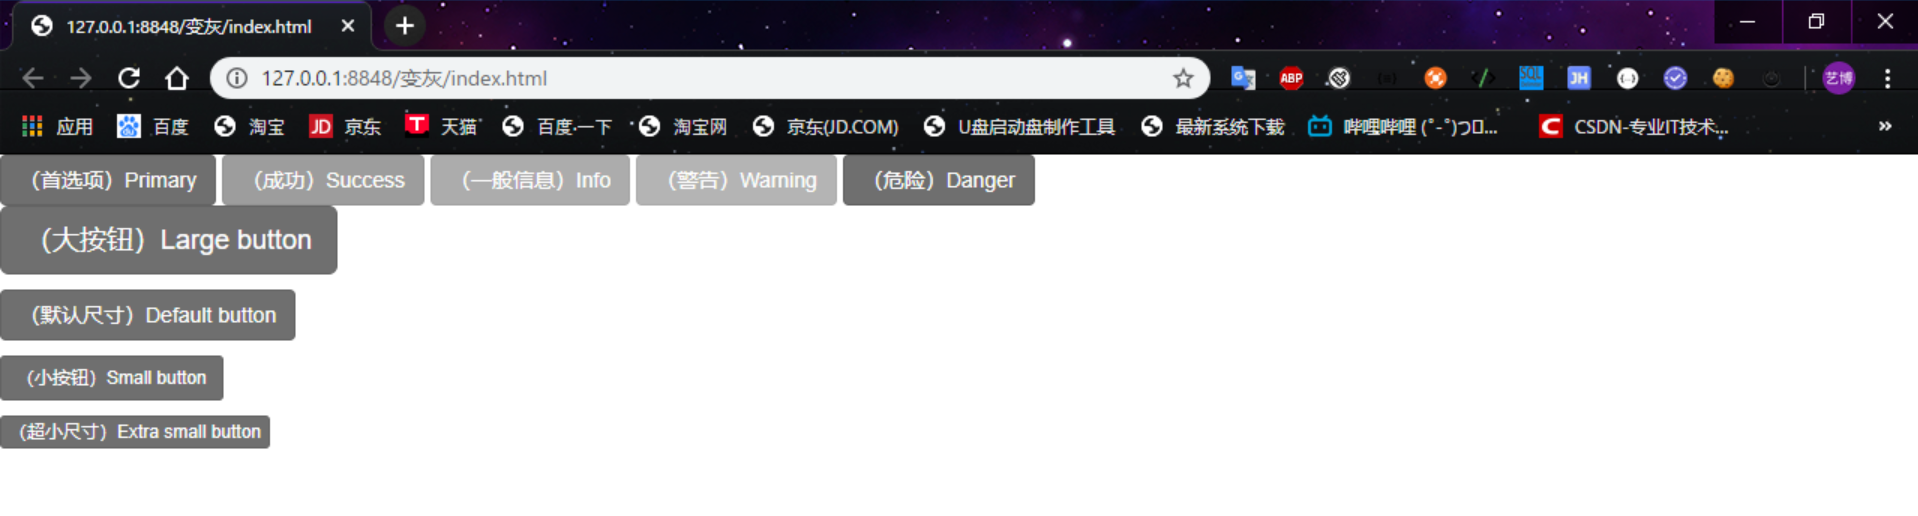 127.0.0.1:8848/变灰/index.html
127.0.0.1:8848/变灰/index.html ABP SQL JH 艺博
应用 百度 JD 淘宝 京东 T 天猫 百度一下 淘宝网 京东(JD.COM) U盘启动盘制作工具 最新系统下载 哔哩哔哩 (˚-˚)つ▯... C CSDN-专业IT技术... »
（首选项）Primary （成功）Success （一般信息）Info （警告）Warning （危险）Danger
（大按钮）Large button
（默认尺寸）Default button
（小按钮）Small button
（超小尺寸）Extra small button